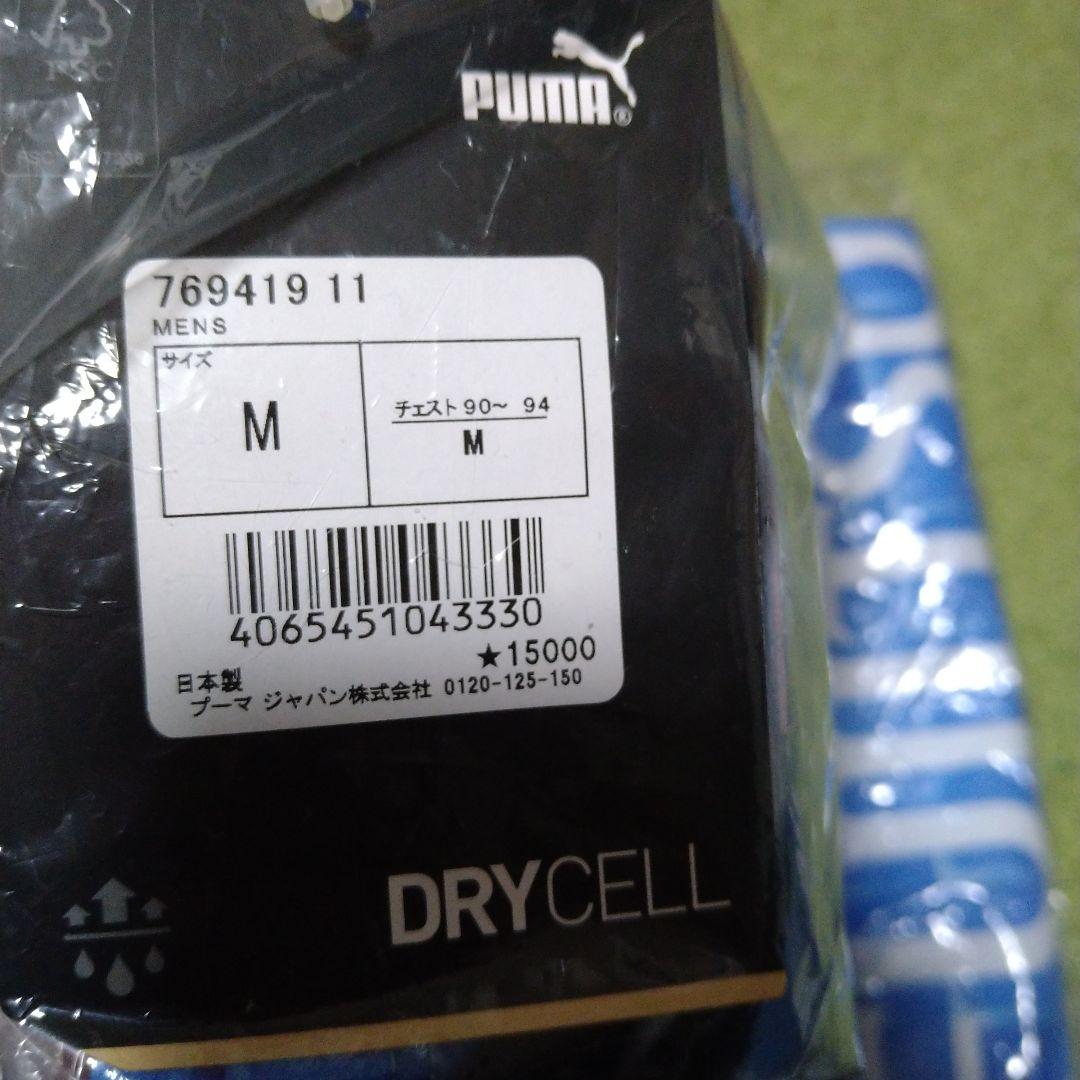 FSC
PUMA®
769419 11
MENS
サイズ
M
チェスト 90～ 94
M
4065451043330
★15000
日本製
プーマ ジャパン株式会社 0120-125-150
DRYCELL